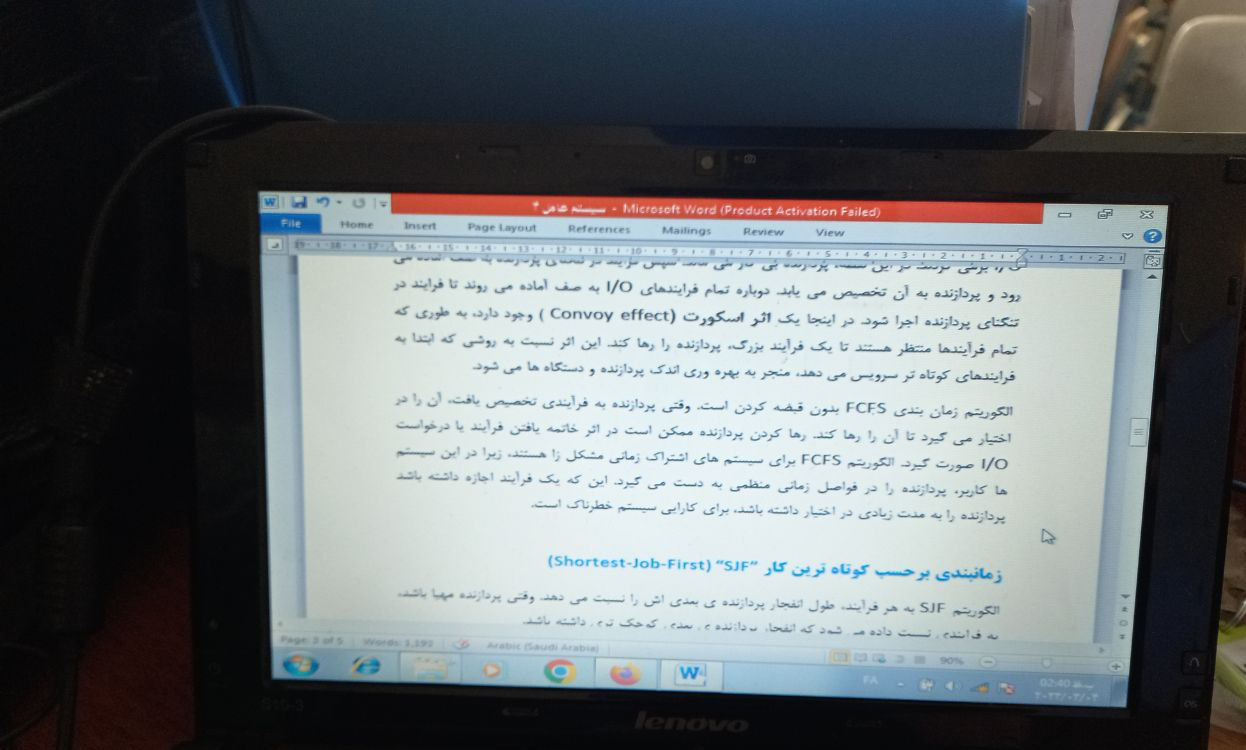 سیستم عامل ۴ - Microsoft Word (Product Activation Failed)
File Home Insert Page Layout References Mailings Review View
رود و پردازنده به آن تخصیص می یابد. دوباره تمام فرایندهای I/O به صف آماده می روند تا فرایند در
تنگنای پردازنده اجرا شود. در اینجا یک اثر اسکورت (Convoy effect ) وجود دارد، به طوری که
تمام فرآیندها منتظر هستند تا یک فرآیند بزرگ، پردازنده را رها کند. این اثر نسبت به روشی که ابتدا به
فرایندهای کوتاه تر سرویس می دهد، منجر به بهره وری اندک پردازنده و دستگاه ها می شود.
الگوریتم زمان بندی FCFS بدون قبضه کردن است. وقتی پردازنده به فرآیندی تخصیص یافت، آن را در
اختیار می گیرد تا آن را رها کند. رها کردن پردازنده ممکن است در اثر خاتمه یافتن فرآیند یا درخواست
I/O صورت گیرد. الگوریتم FCFS برای سیستم های اشتراک زمانی مشکل زا هستند، زیرا در این سیستم
ها کاربر، پردازنده را در فواصل زمانی منظمی به دست می گیرد. این که یک فرآیند اجازه داشته باشد
پردازنده را به مدت زیادی در اختیار داشته باشد، برای کارایی سیستم خطرناک است.
زمانبندی برحسب کوتاه ترین کار "SJF" (Shortest-Job-First)
الگوریتم SJF به هر فرآیند، طول انفجار پردازنده ی بعدی اش را نسبت می دهد. وقتی پردازنده مهیا باشد،
به فرایندی نسبت داده می شود که انفجار پردازنده ی بعدی کوچک تری داشته باشد.
Page: 3 of 5 Words: 1,192 Arabic (Saudi Arabia) 90%
FA 02:40
S10-3 lenovo